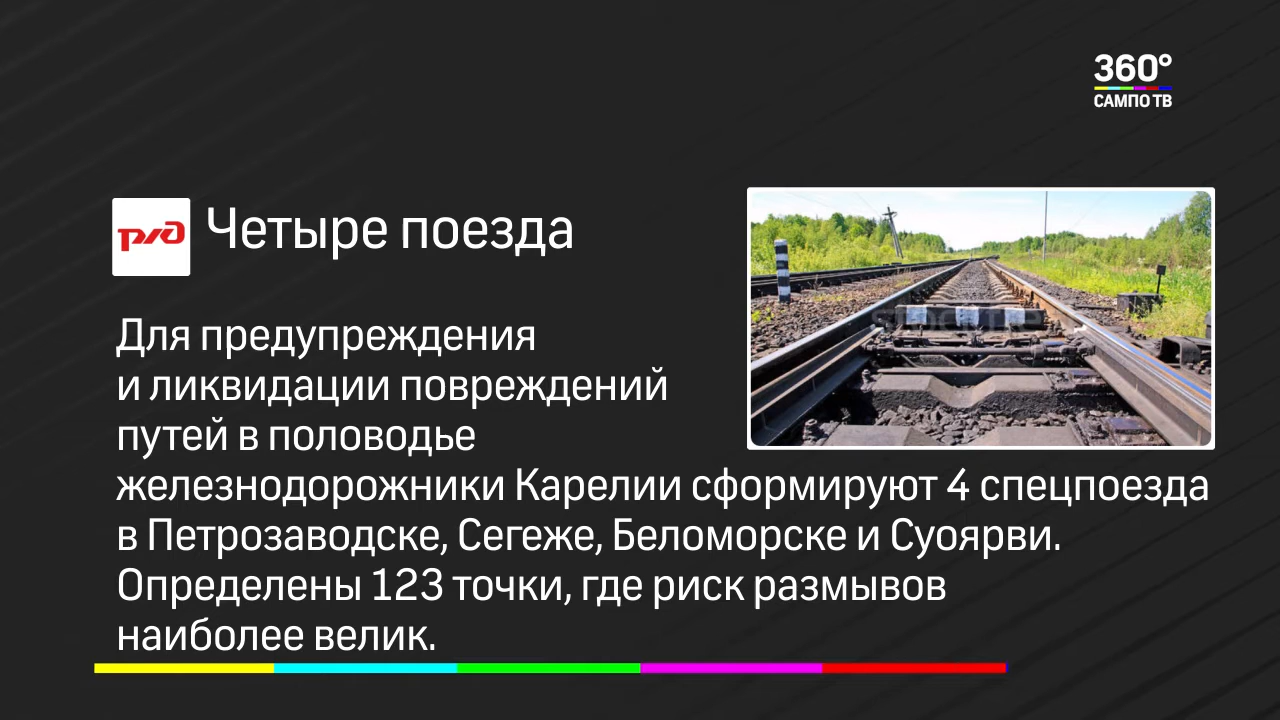 360°
САМПО ТВ
ржд Четыре поезда
Для предупреждения
и ликвидации повреждений
путей в половодье
железнодорожники Карелии сформируют 4 спецпоезда
в Петрозаводске, Сегеже, Беломорске и Суоярви.
Определены 123 точки, где риск размывов
наиболее велик.